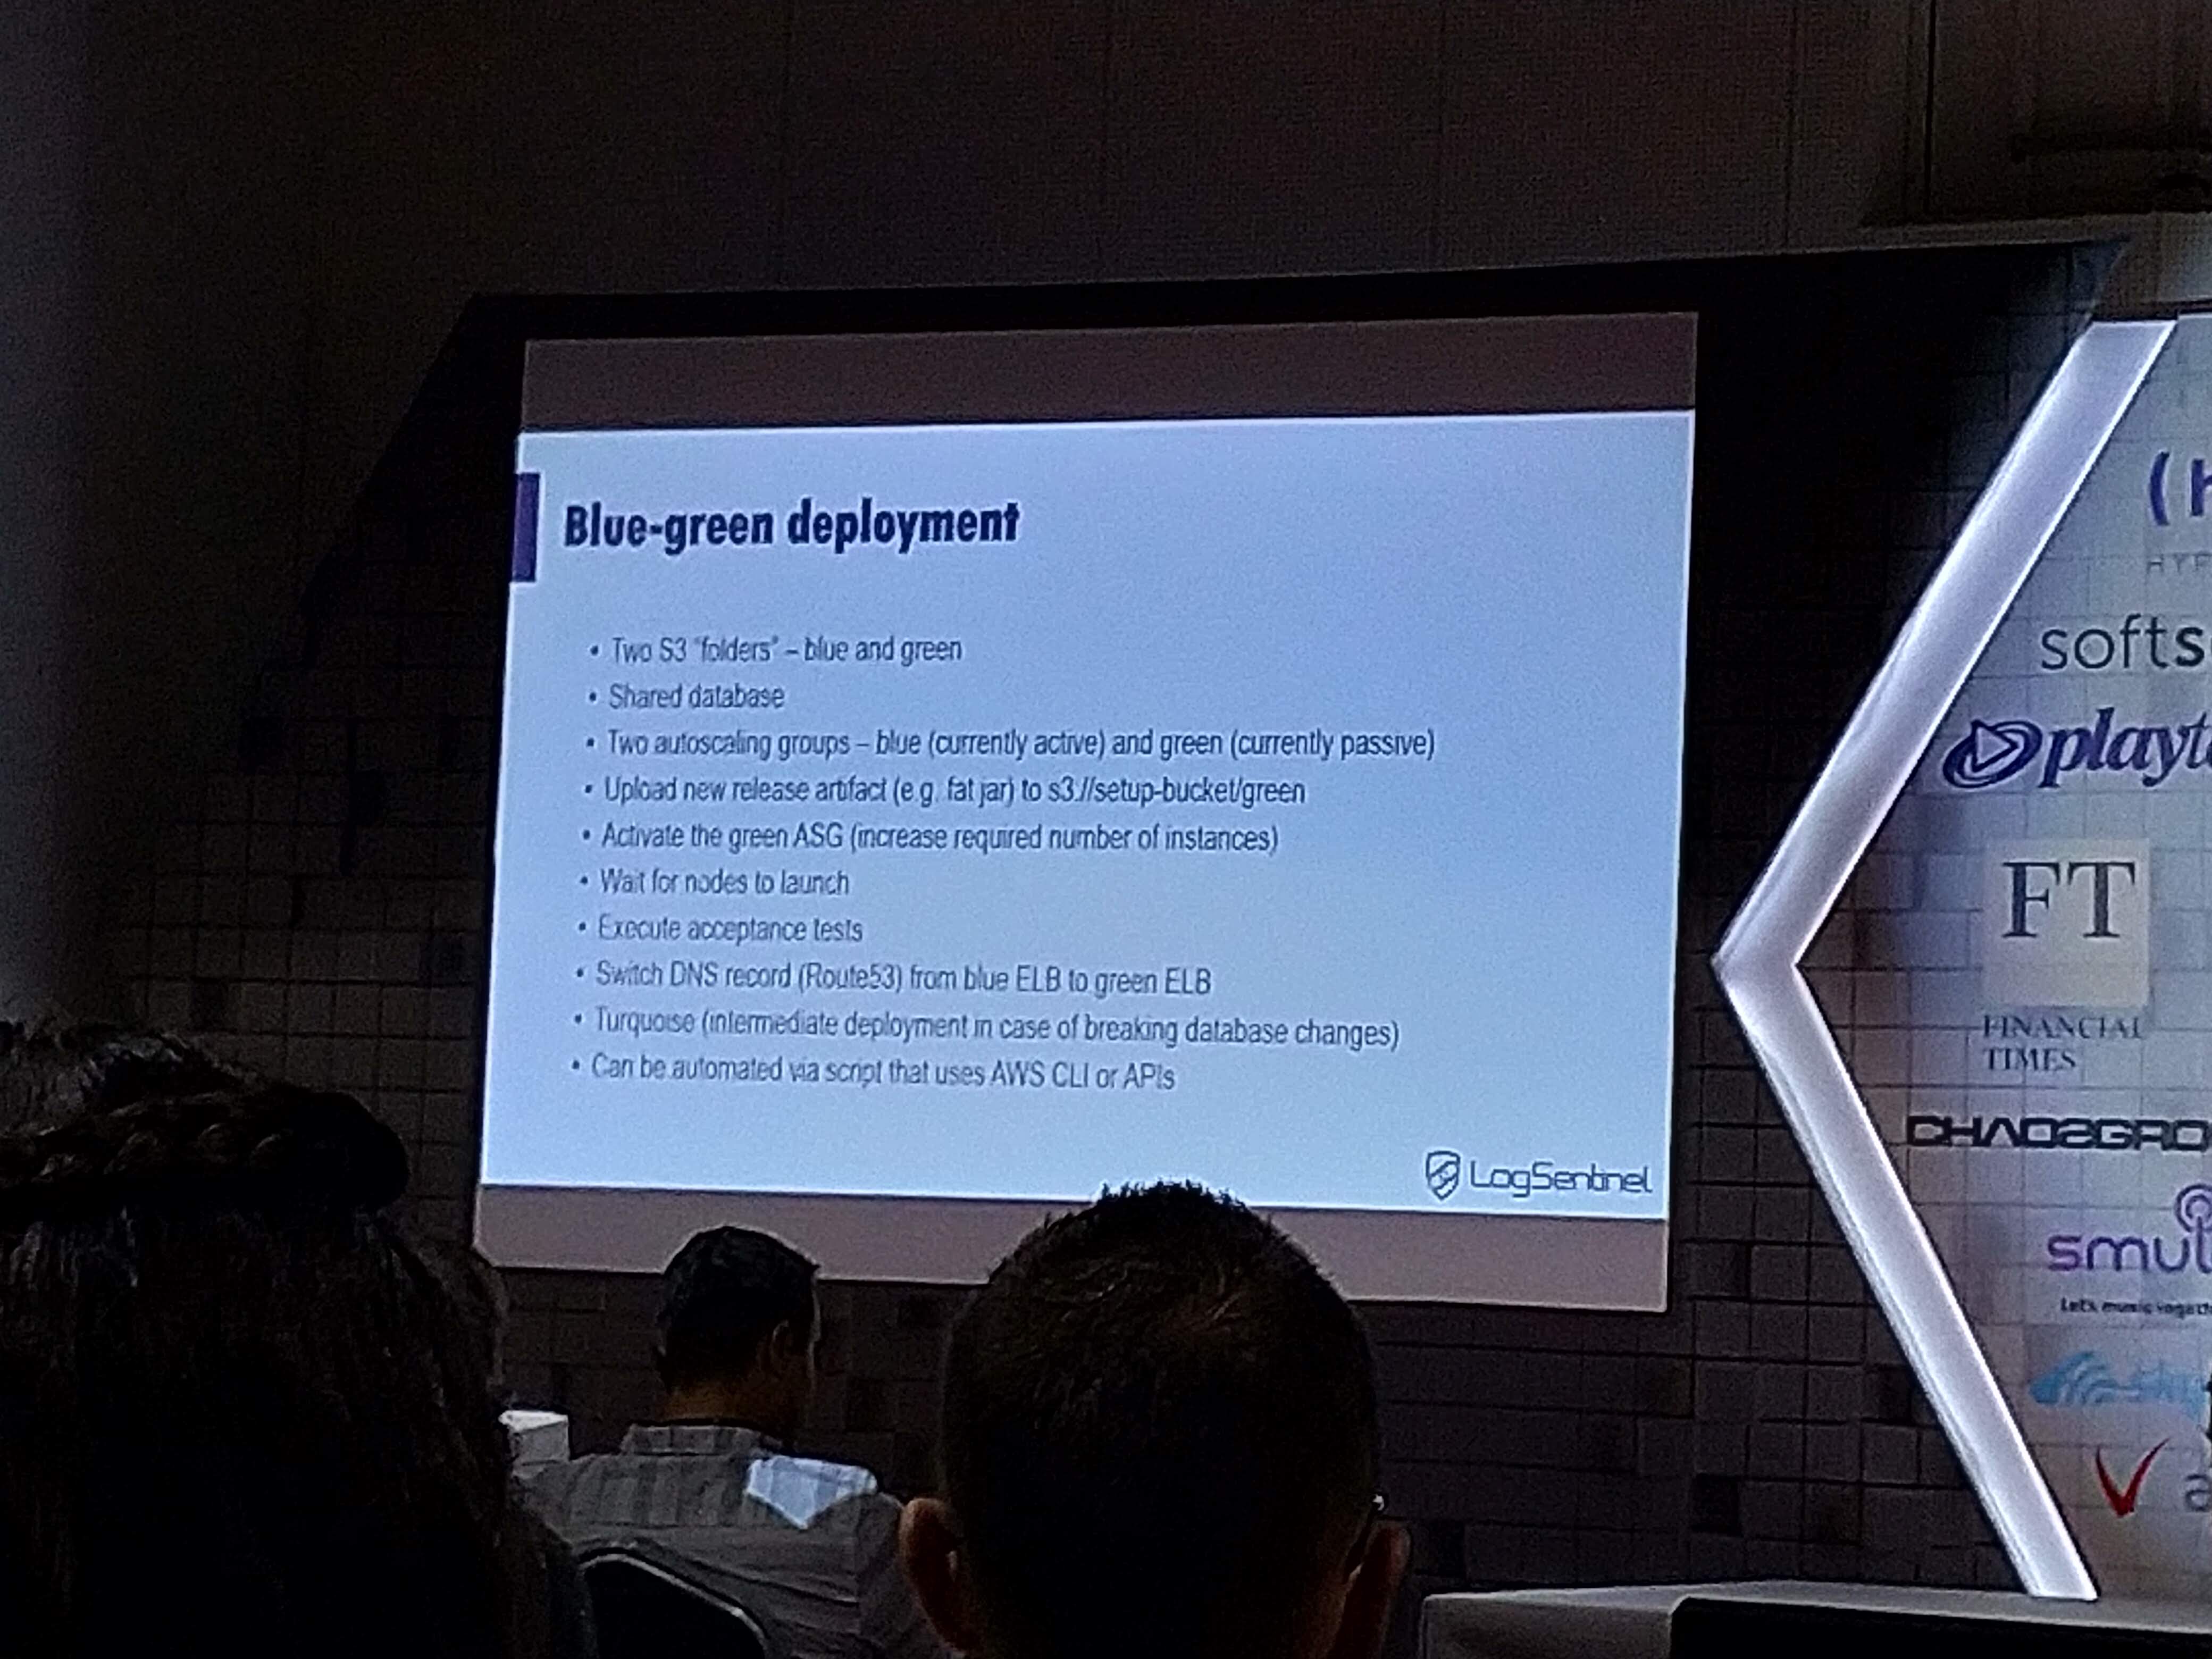 Blue-green deployment
• Two S3 "folders" – blue and green
• Shared database
• Two autoscaling groups – blue (currently active) and green (currently passive)
• Upload new release artifact (e.g. fat jar) to s3://setup-bucket/green
• Activate the green ASG (increase required number of instances)
• Wait for nodes to launch
• Execute acceptance tests
• Switch DNS record (Route53) from blue ELB to green ELB
• Turquoise (intermediate deployment in case of breaking database changes)
• Can be automated via script that uses AWS CLI or APIs
LogSentinel
HYP
softs
playt
FT
FINANCIAL
TIMES
CHAOSGRO
smul
Let's music